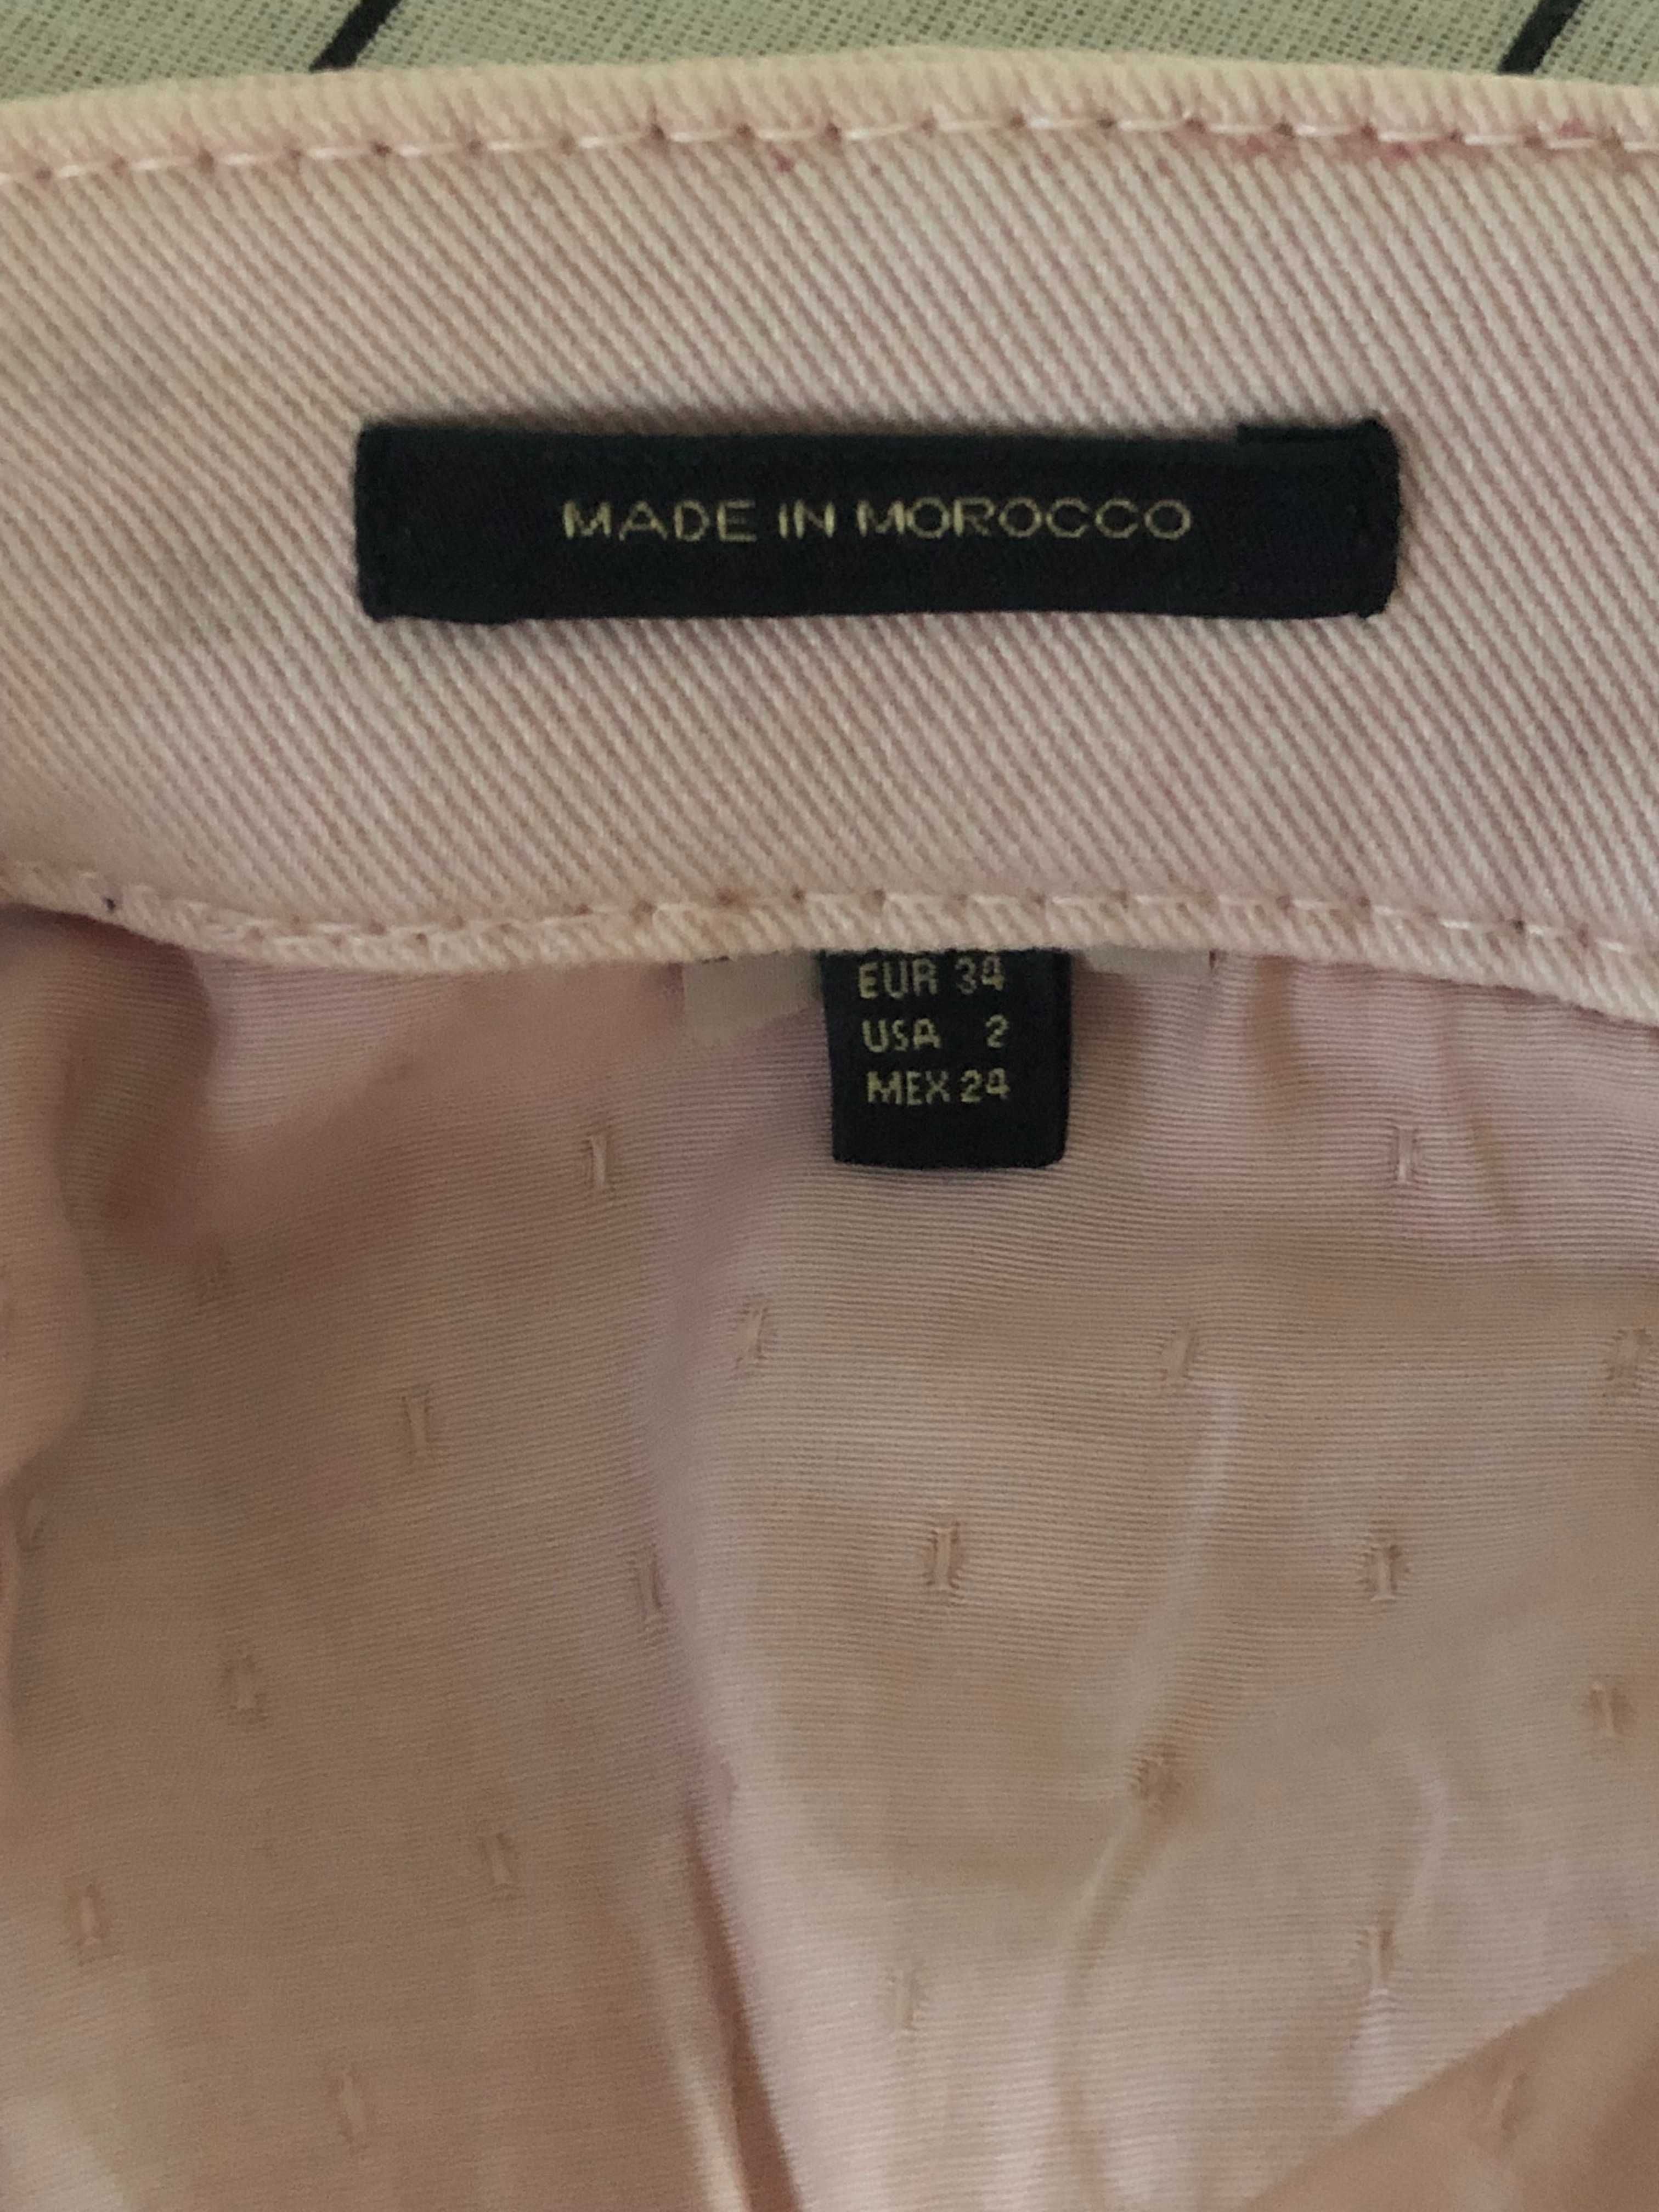 MADE IN MOROCCO
EUR 34
USA 2
MEX 24